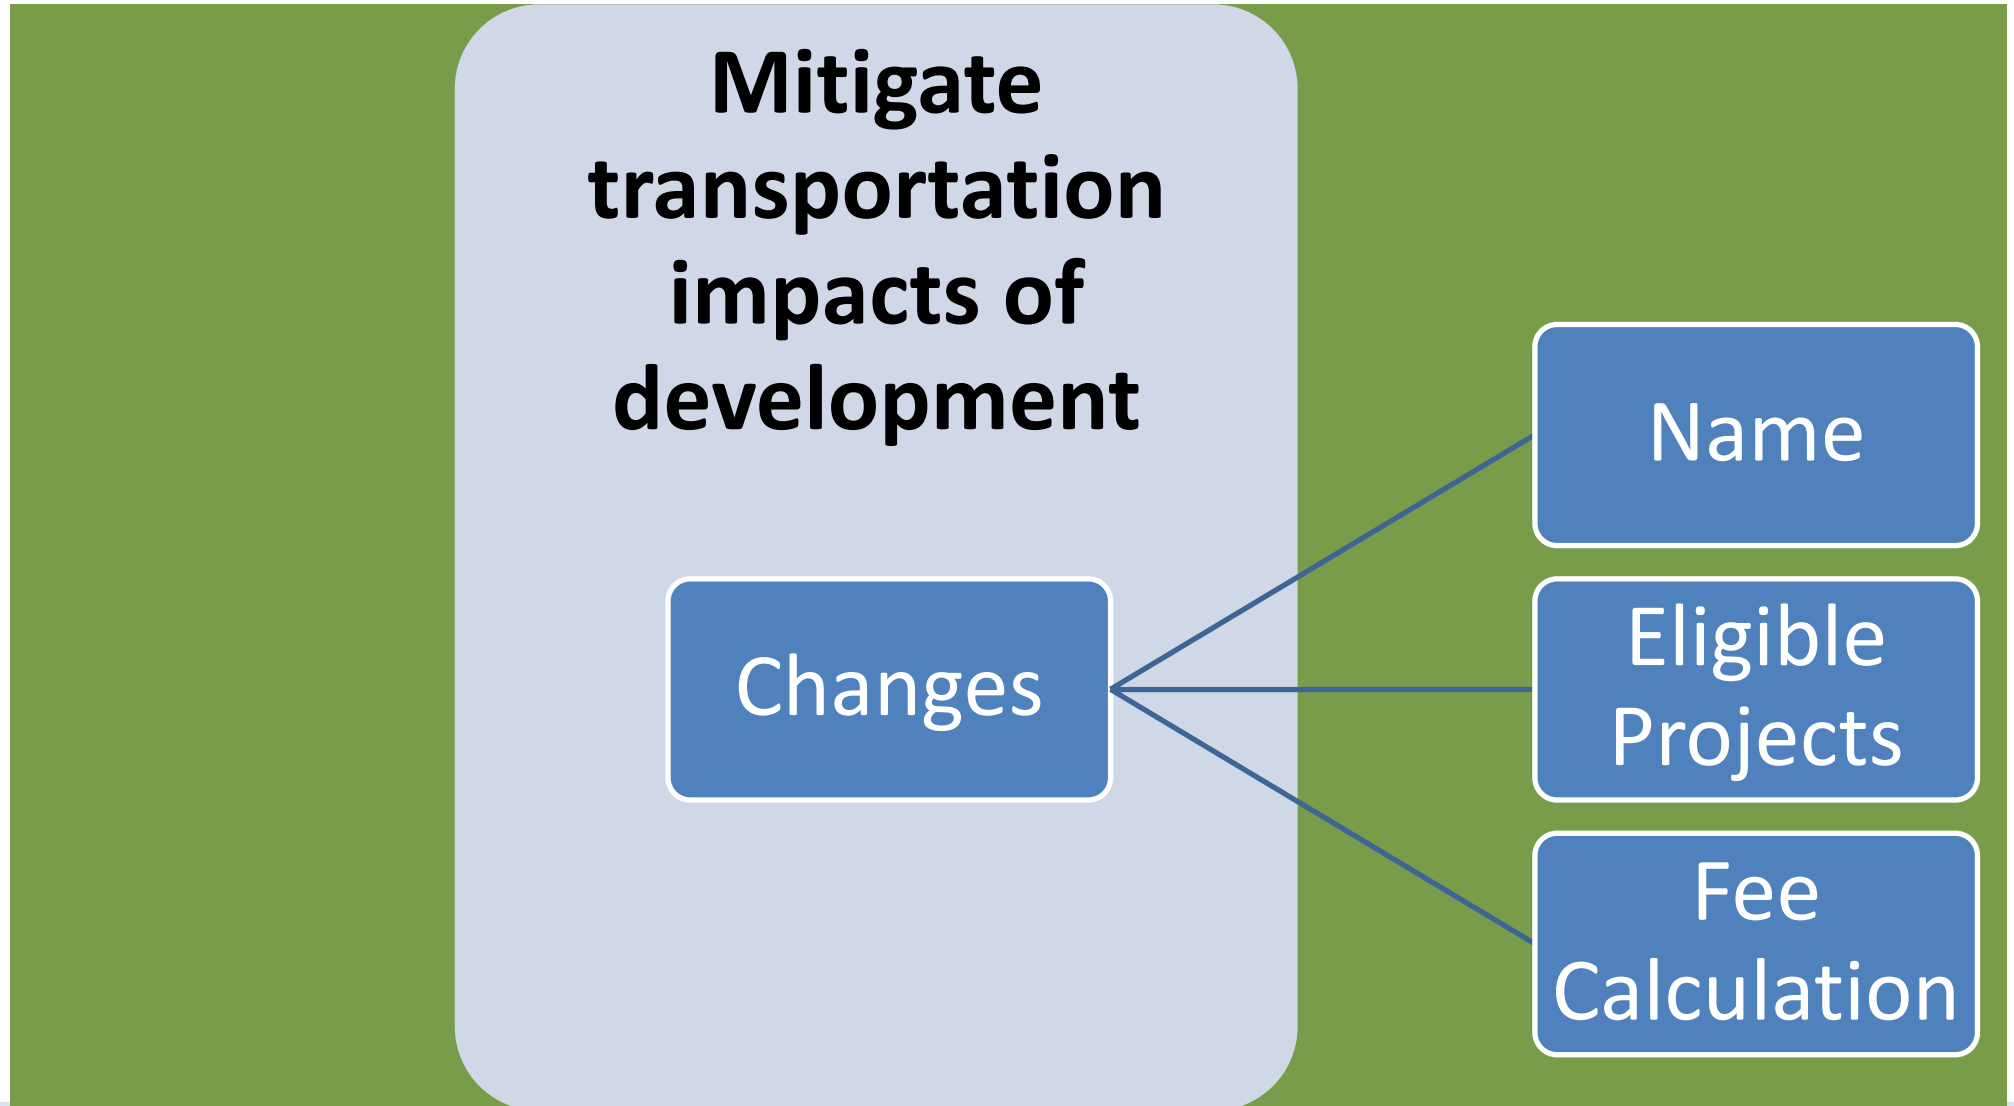 Mitigate
transportation
impacts of
development
Changes
Name
Eligible
Projects
Fee
Calculation